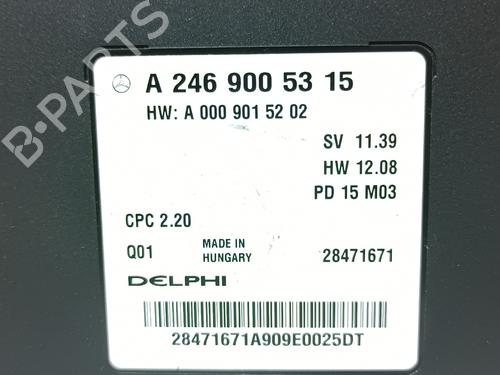 A 246 900 53 15
HW: A 000 901 52 02
SV 11.39
HW 12.08
PD 15 M03
CPC 2.20
Q01
MADE IN
HUNGARY
28471671
DELPHI
28471671A909E0025DT
B-PARTS